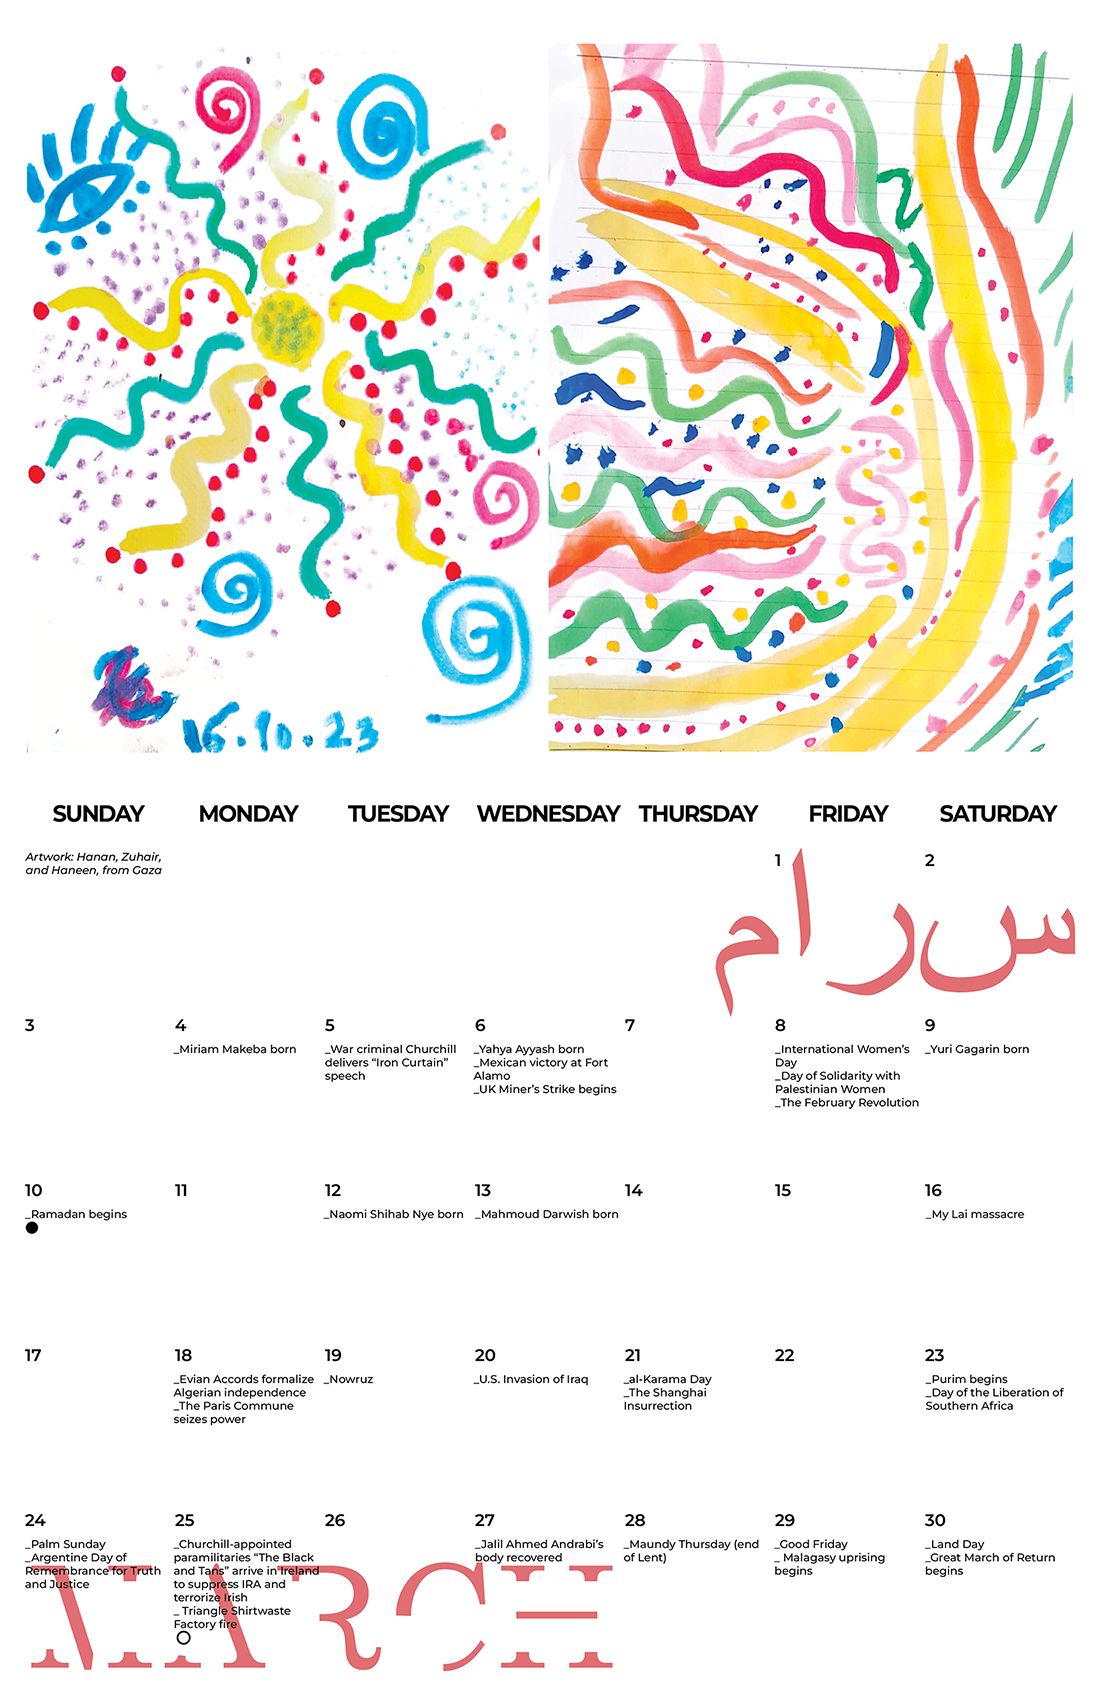 16.10.23
SUNDAY MONDAY TUESDAY WEDNESDAY THURSDAY FRIDAY SATURDAY
Artwork: Hanan, Zuhair,
and Haneen, from Gaza
1
2
سرام
3
4
_Miriam Makeba born
5
_War criminal Churchill
delivers “Iron Curtain”
speech
6
_Yahya Ayyash born
_Mexican victory at Fort
Alamo
_UK Miner’s Strike begins
7
8
_International Women’s
Day
_Day of Solidarity with
Palestinian Women
_The February Revolution
9
_Yuri Gagarin born
10
_Ramadan begins
11
12
_Naomi Shihab Nye born
13
_Mahmoud Darwish born
14
15
16
_My Lai massacre
17
18
_Evian Accords formalize
Algerian independence
_The Paris Commune
seizes power
19
_Nowruz
20
_U.S. Invasion of Iraq
21
_al-Karama Day
_The Shanghai
Insurrection
22
23
_Purim begins
_Day of the Liberation of
Southern Africa
24
_Palm Sunday
_Argentine Day of
Remembrance for Truth
and Justice
25
_Churchill-appointed
paramilitaries “The Black
and Tans” arrive in Ireland
to suppress IRA and
terrorize Irish
_ Triangle Shirtwaste
Factory fire
26
27
_Jalil Ahmed Andrabi’s
body recovered
28
_Maundy Thursday (end
of Lent)
29
_Good Friday
_ Malagasy uprising
begins
30
_Land Day
_Great March of Return
begins
MARCH